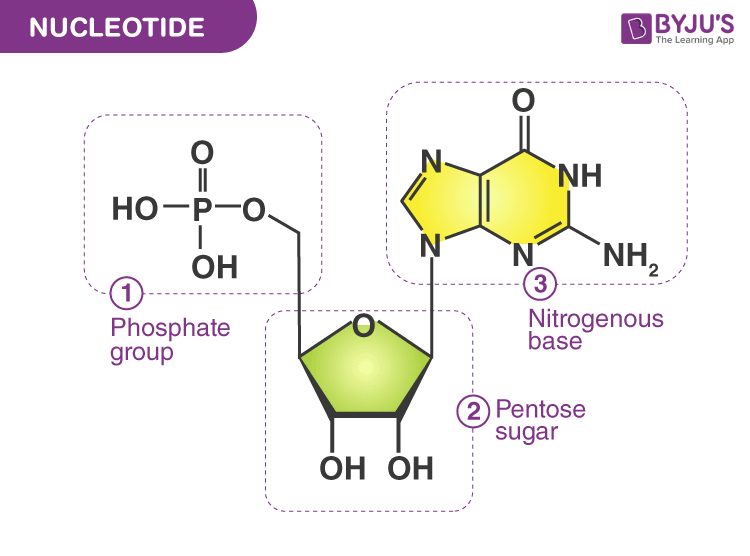 NUCLEOTIDE
BYJU'S
The Learning App
O
HO P O
OH
1
Phosphate
group
O
N NH
N N NH2
3
Nitrogenous
base
O
2 Pentose
sugar
OH OH